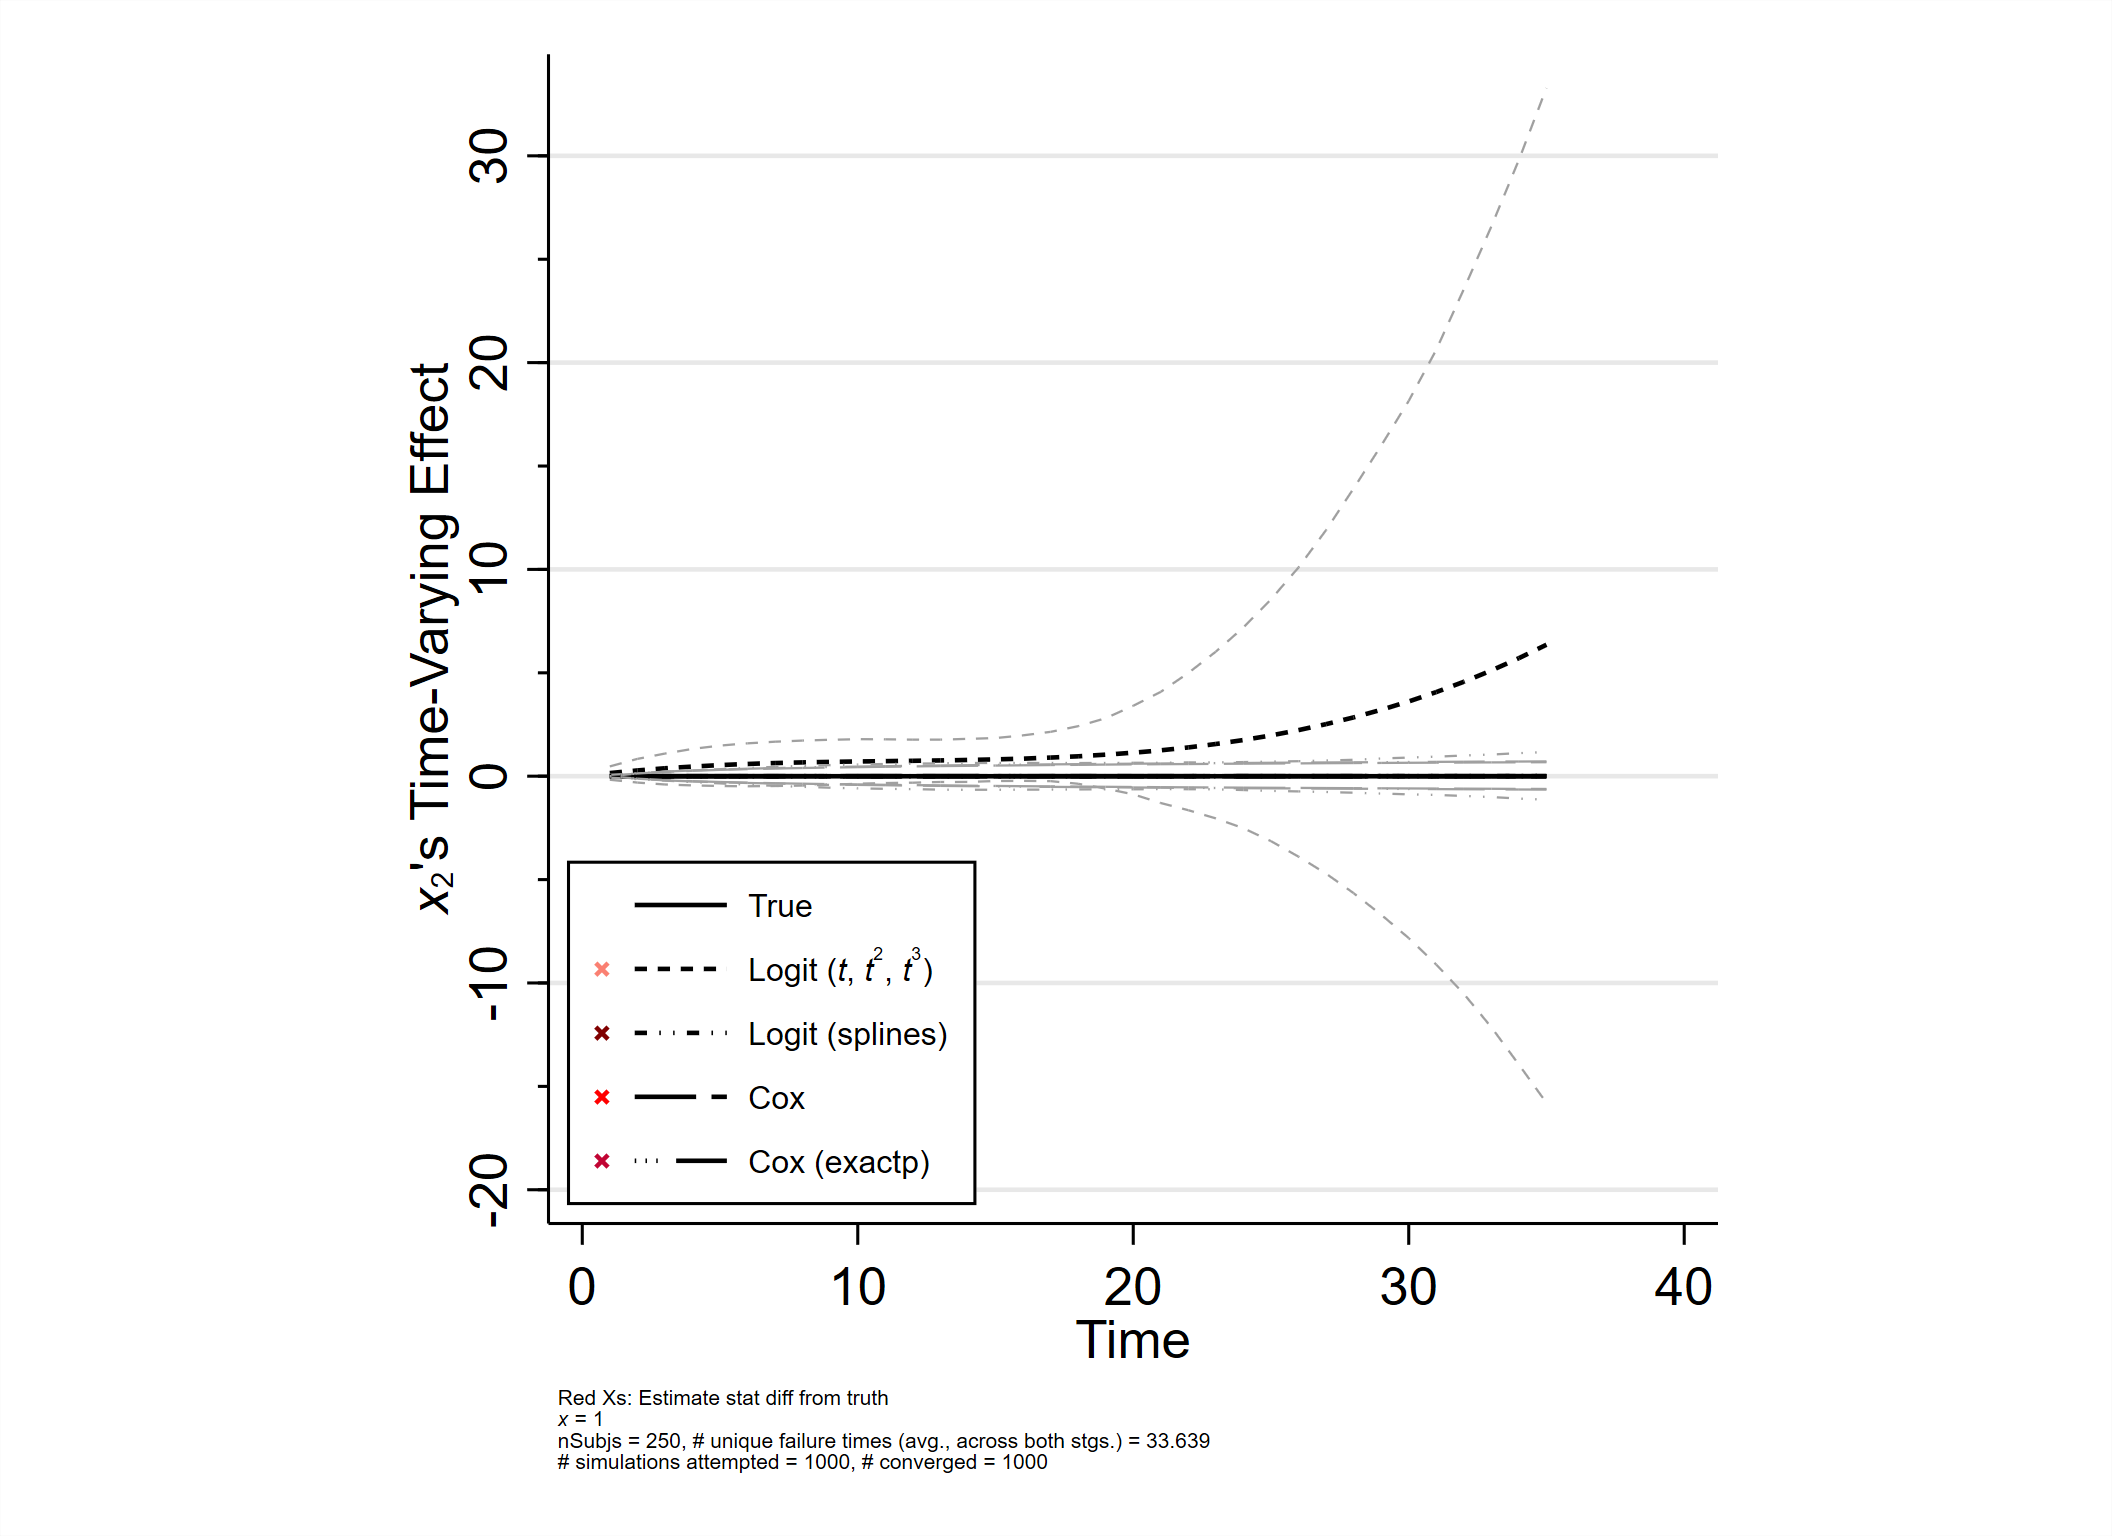 30
20
10
0
-10
-20
x₂'s Time-Varying Effect
True
Logit (t, t², t³)
Logit (splines)
Cox
Cox (exactp)
0 10 20 30 40
Time
Red Xs: Estimate stat diff from truth
x = 1
nSubjs = 250, # unique failure times (avg., across both stgs.) = 33.639
# simulations attempted = 1000, # converged = 1000